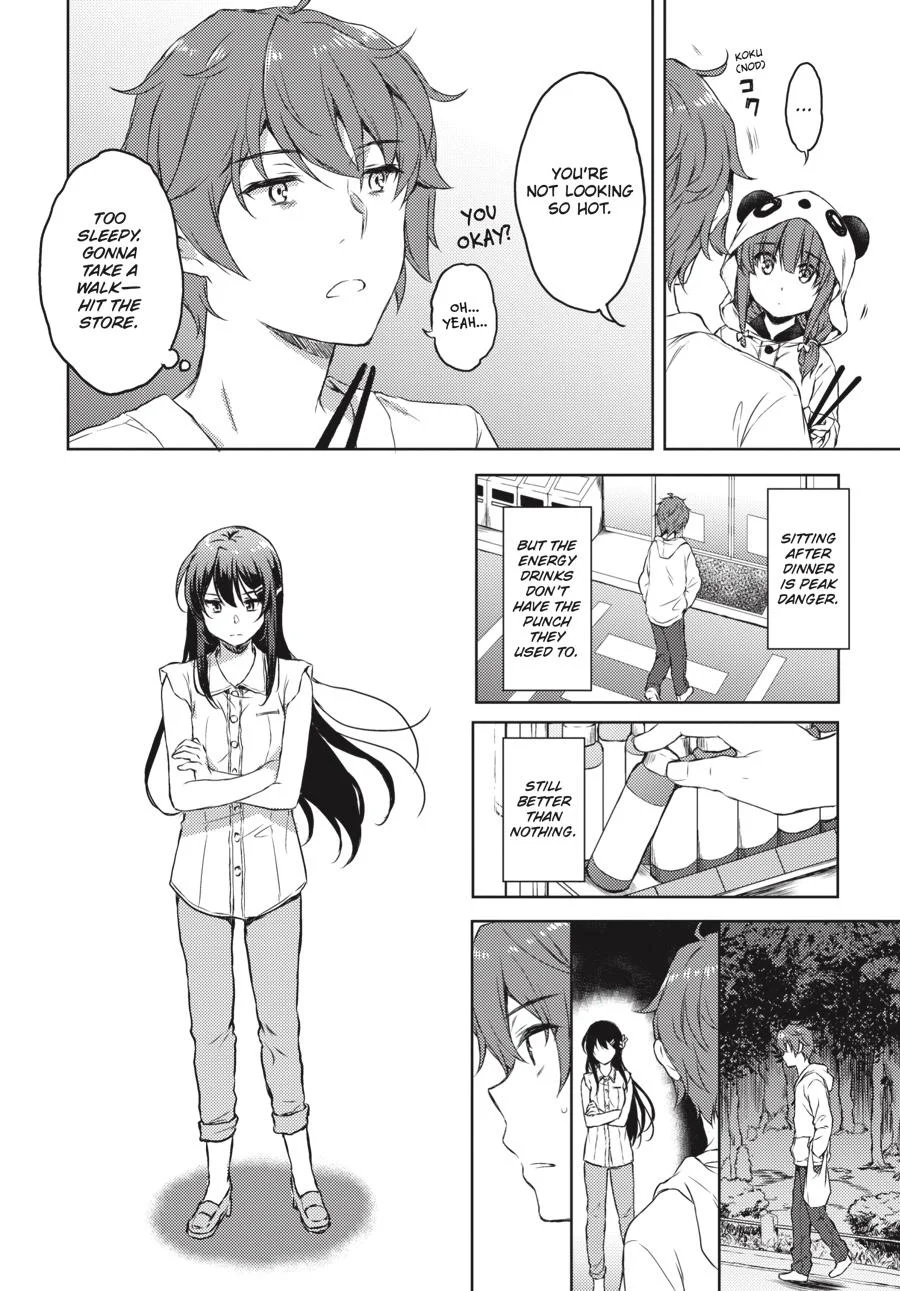 ...
KOKU
(NOD)
コク
YOU'RE
NOT LOOKING
SO HOT.
YOU
OKAY?
OH...
YEAH...
TOO
SLEEPY.
GONNA
TAKE A
WALK—
HIT THE
STORE.
SITTING
AFTER
DINNER
IS PEAK
DANGER.
BUT THE
ENERGY
DRINKS
DON'T
HAVE THE
PUNCH
THEY
USED TO.
STILL
BETTER
THAN
NOTHING.